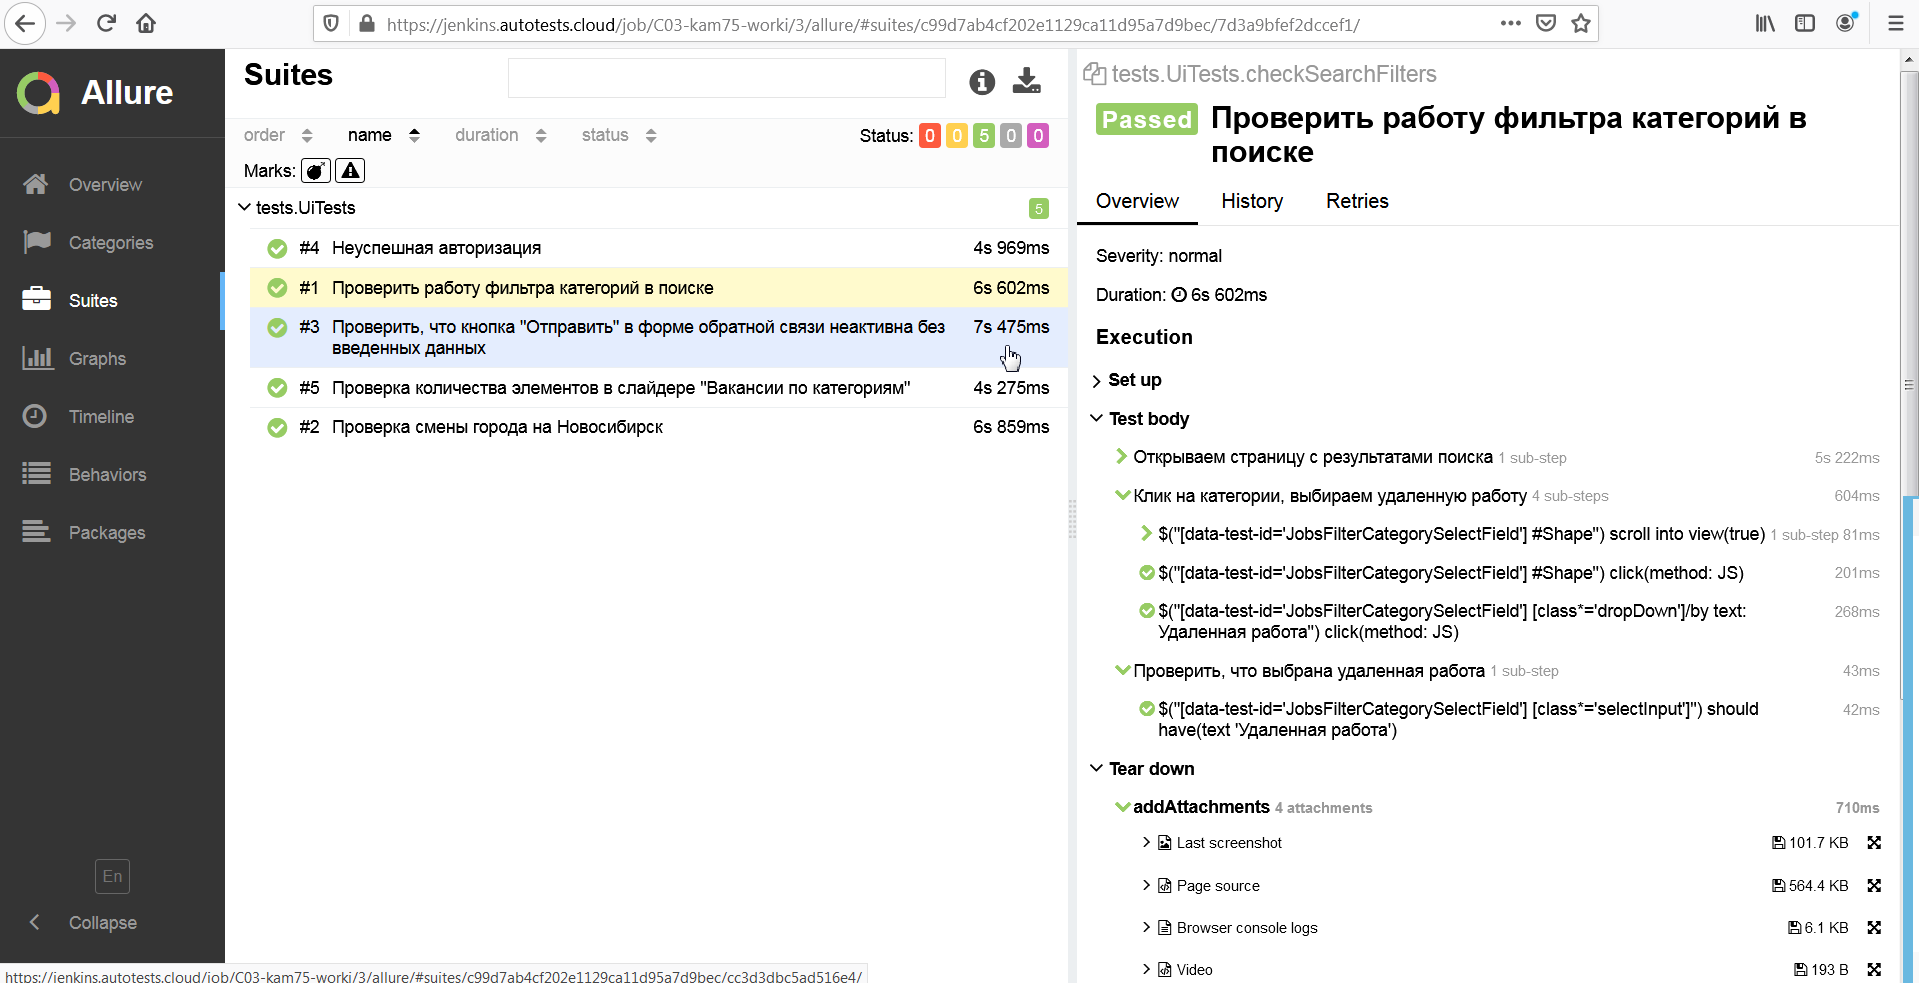 https://jenkins.autotests.cloud/job/C03-kam75-worki/3/allure/#suites/c99d7ab4cf202e1129ca11d95a7d9bec/7d3a9bfef2dccef1/
Allure
Overview
Categories
Suites
Graphs
Timeline
Behaviors
Packages
En
Collapse
Suites
order name duration status Status: 0 0 5 0 0
Marks:
tests.UiTests 5
#4 Неуспешная авторизация 4s 969ms
#1 Проверить работу фильтра категорий в поиске 6s 602ms
#3 Проверить, что кнопка "Отправить" в форме обратной связи неактивна без 7s 475ms
введенных данных
#5 Проверка количества элементов в слайдере "Вакансии по категориям" 4s 275ms
#2 Проверка смены города на Новосибирск 6s 859ms
tests.UiTests.checkSearchFilters
Passed Проверить работу фильтра категорий в
поиске
Overview History Retries
Severity: normal
Duration: 6s 602ms
Execution
Set up
Test body
Открываем страницу с результатами поиска 1 sub-step 5s 222ms
Клик на категории, выбираем удаленную работу 4 sub-steps 604ms
$("[data-test-id='JobsFilterCategorySelectField'] #Shape") scroll into view(true) 1 sub-step 81ms
$("[data-test-id='JobsFilterCategorySelectField'] #Shape") click(method: JS) 201ms
$("[data-test-id='JobsFilterCategorySelectField'] [class*='dropDown']/by text: 268ms
Удаленная работа") click(method: JS)
Проверить, что выбрана удаленная работа 1 sub-step 43ms
$("[data-test-id='JobsFilterCategorySelectField'] [class*='selectInput']") should 42ms
have(text 'Удаленная работа')
Tear down
addAttachments 4 attachments 710ms
Last screenshot 101.7 KB
Page source 564.4 KB
Browser console logs 6.1 KB
Video 193 B
https://jenkins.autotests.cloud/job/C03-kam75-worki/3/allure/#suites/c99d7ab4cf202e1129ca11d95a7d9bec/cc3d3dbc5ad516e4/